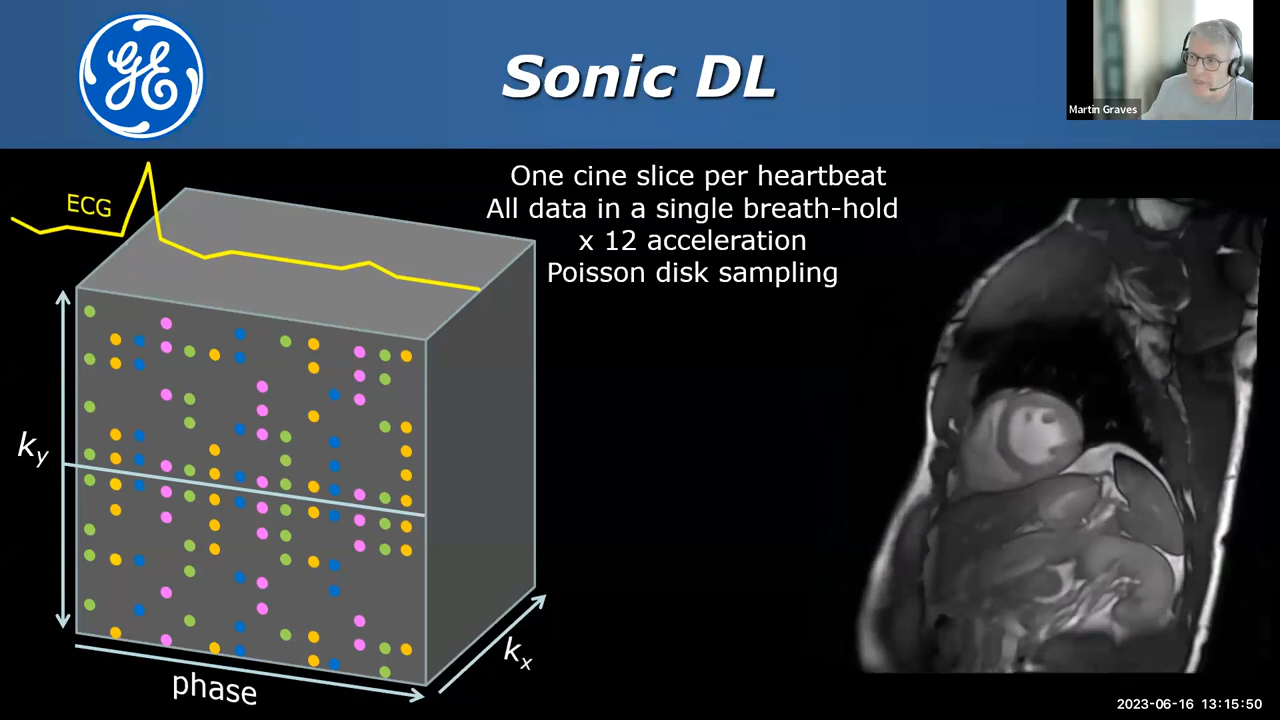 GE
Sonic DL
Martin Graves
ECG
One cine slice per heartbeat
All data in a single breath-hold
x 12 acceleration
Poisson disk sampling
ky
kx
phase
2023-06-16 13:15:50